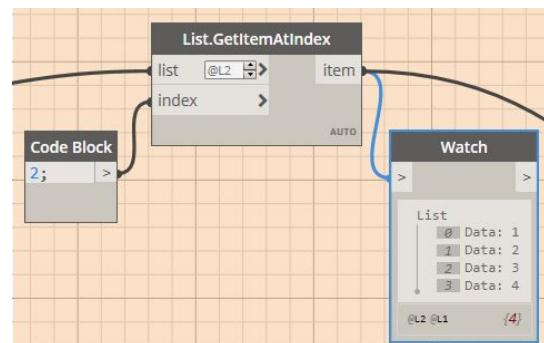 List.GetItemAtIndex
list @L2 > item
index >
AUTO
Code Block
2; >
Watch
> >
List
0 Data: 1
1 Data: 2
2 Data: 3
3 Data: 4
@L2 @L1 {4}